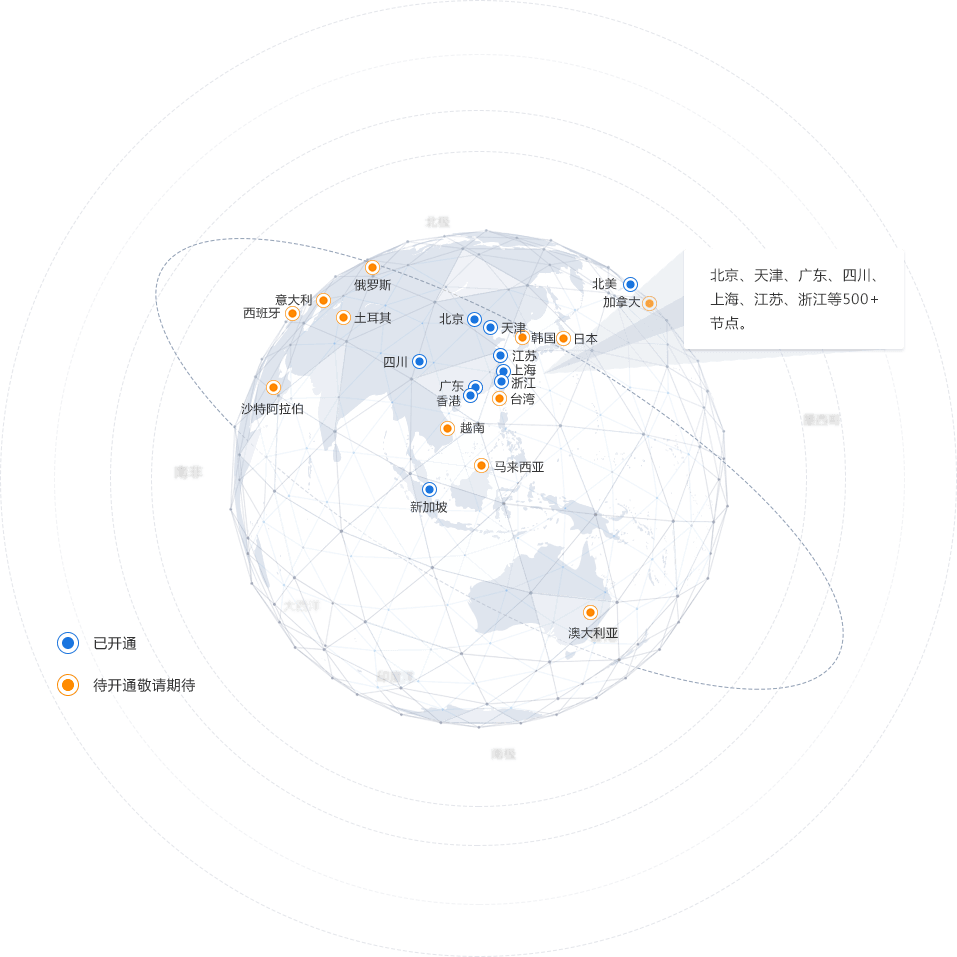 北极
北美
北京、天津、广东、四川、
上海、江苏、浙江等500+
节点。
俄罗斯
意大利
加拿大
西班牙
土耳其
北京
天津
韩国
日本
四川
江苏
上海
广东
浙江
香港
台湾
沙特阿拉伯
墨西哥
越南
南非
马来西亚
新加坡
大西洋
澳大利亚
已开通
印度洋
待开通敬请期待
南极